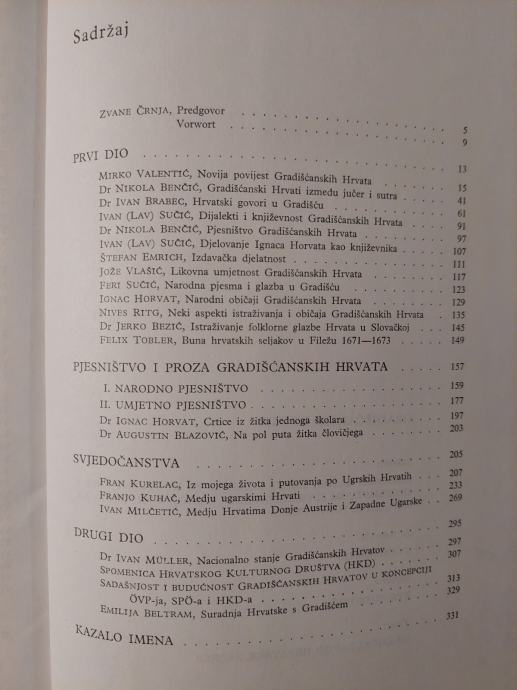 Sadržaj
ZVANE ČRNJA, Predgovor . . . . . . . . . . . . . . . 5
Vorwort . . . . . . . . . . . . . . . 9
PRVI DIO . . . . . . . . . . . . . . . 13
MIRKO VALENTIĆ, Novija povijest Gradišćanskih Hrvata . . . 15
Dr NIKOLA BENČIĆ, Gradišćanski Hrvati između jučer i sutra . . . 41
Dr IVAN BRABEC, Hrvatski govori u Gradišću . . . 61
IVAN (LAV) SUČIĆ, Dijalekti i književnost Gradišćanskih Hrvata . . . 91
Dr NIKOLA BENČIĆ, Pjesništvo Gradišćanskih Hrvata . . . 97
IVAN (LAV) SUČIĆ, Djelovanje Ignaca Horvata kao književnika . . . 107
ŠTEFAN EMRICH, Izdavačka djelatnost . . . 111
JOŽE VLAŠIĆ, Likovna umjetnost Gradišćanskih Hrvata . . . 117
FERI SUČIĆ, Narodna pjesma i glazba u Gradišću . . . 123
IGNAC HORVAT, Narodni običaji Gradišćanskih Hrvata . . . 129
NIVES RITG, Neki aspekti istraživanja i običaja Gradišćanskih Hrvata . 135
Dr JERKO BEZIĆ, Istraživanje folklorne glazbe Hrvata u Slovačkoj . . . 145
FELIX TOBLER, Buna hrvatskih seljakov u Filežu 1671—1673 . . . 149
PJESNIŠTVO I PROZA GRADIŠĆANSKIH HRVATA . . . 157
I. NARODNO PJESNIŠTVO . . . 159
II. UMJETNO PJESNIŠTVO . . . 177
Dr IGNAC HORVAT, Crtice iz žitka jednoga školara . . . 197
Dr AUGUSTIN BLAZOVIĆ, Na pol puta žitka človičjega . . . 203
SVJEDOČANSTVA . . . 205
FRAN KURELAC, Iz mojega života i putovanja po Ugrskih Hrvatih . . . 207
FRANJO KUHAČ, Medju ugarskimi Hrvati . . . 233
IVAN MILČETIĆ, Medju Hrvatima Donje Austrije i Zapadne Ugarske . . 269
DRUGI DIO . . . 295
Dr IVAN MÜLLER, Nacionalno stanje Gradišćanskih Hrvatov . . . 297
SPOMENICA HRVATSKOG KULTURNOG DRUŠTVA (HKD) . . . 307
SADAŠNJOST I BUDUĆNOST GRADIŠĆANSKIH HRVATOV U KONCEPCIJI
ÖVP-ja, SPÖ-a i HKD-a . . . 313
EMILIJA BELTRAM, Suradnja Hrvatske s Gradišćem . . . 329
KAZALO IMENA . . . 331